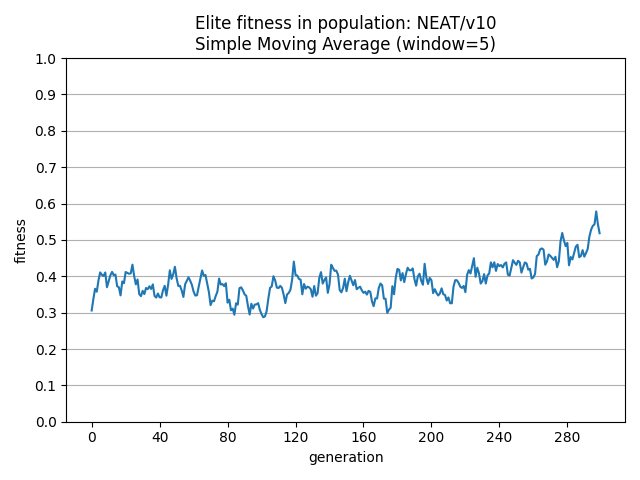 Elite fitness in population: NEAT/v10
Simple Moving Average (window=5)
1.0
0.9
0.8
0.7
0.6
0.5
0.4
0.3
0.2
0.1
0.0
fitness
0 40 80 120 160 200 240 280
generation